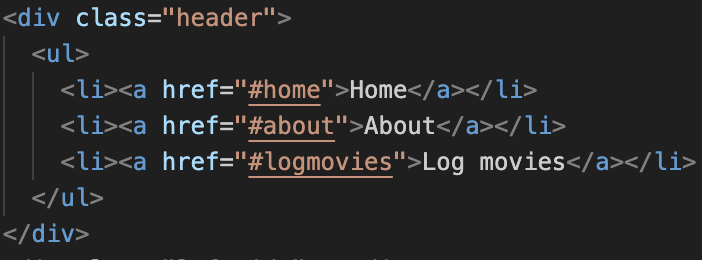 <div class="header">
<ul>
<li><a href="#home">Home</a></li>
<li><a href="#about">About</a></li>
<li><a href="#logmovies">Log movies</a></li>
</ul>
</div>